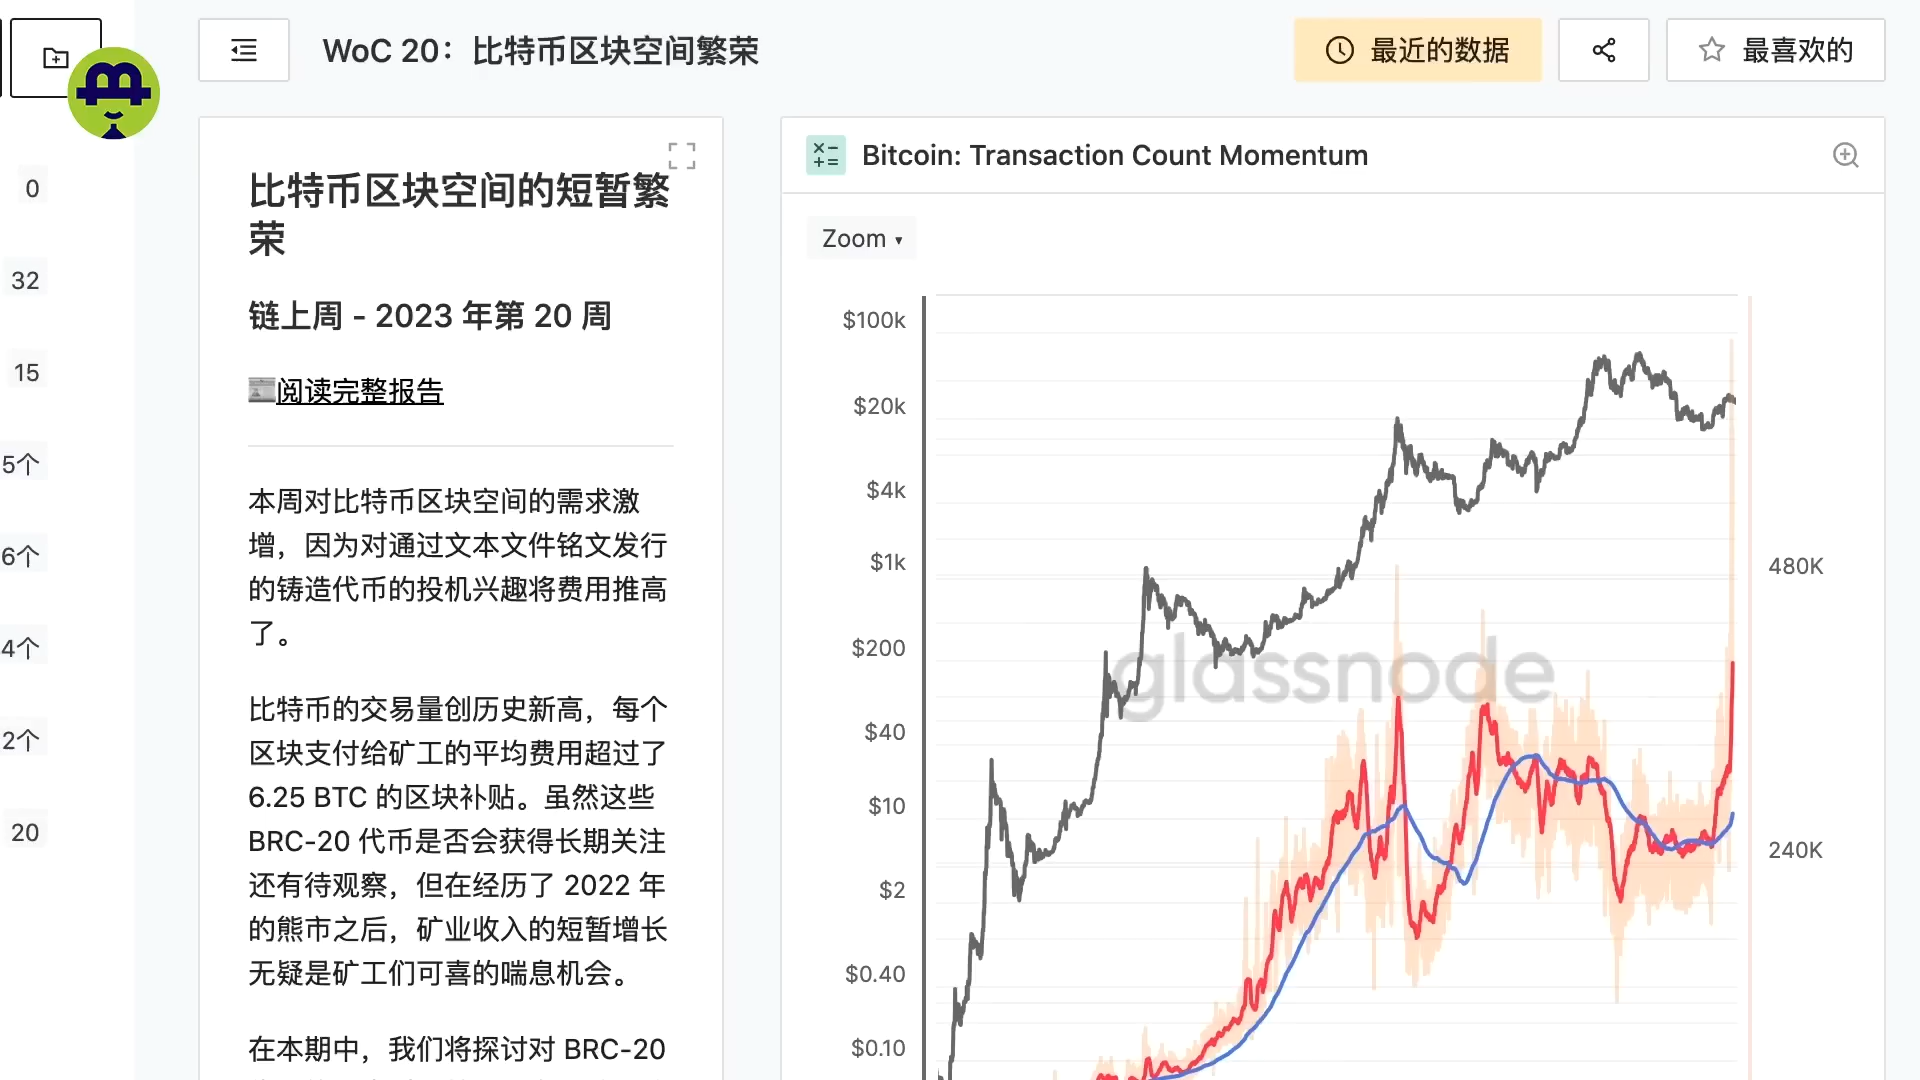 WoC 20：比特币区块空间繁荣
最近的数据
最喜欢的
0
32
15
5个
6个
4个
2个
20
比特币区块空间的短暂繁
荣
链上周 - 2023 年第 20 周
阅读完整报告
本周对比特币区块空间的需求激
增，因为对通过文本文件铭文发行
的铸造代币的投机兴趣将费用推高
了。
比特币的交易量创历史新高，每个
区块支付给矿工的平均费用超过了
6.25 BTC 的区块补贴。虽然这些
BRC-20 代币是否会获得长期关注
还有待观察，但在经历了 2022 年
的熊市之后，矿业收入的短暂增长
无疑是矿工们可喜的喘息机会。
在本期中，我们将探讨对 BRC-20
Bitcoin: Transaction Count Momentum
Zoom ▾
$100k
$20k
$4k
$1k
$200
$40
$10
$2
$0.40
$0.10
480K
240K
glassnode